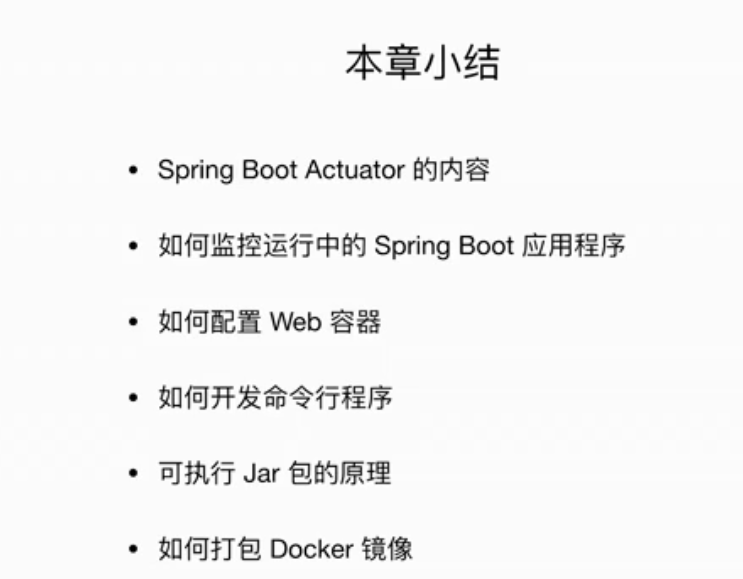 本章小结
• Spring Boot Actuator 的内容
• 如何监控运行中的 Spring Boot 应用程序
• 如何配置 Web 容器
• 如何开发命令行程序
• 可执行 Jar 包的原理
• 如何打包 Docker 镜像